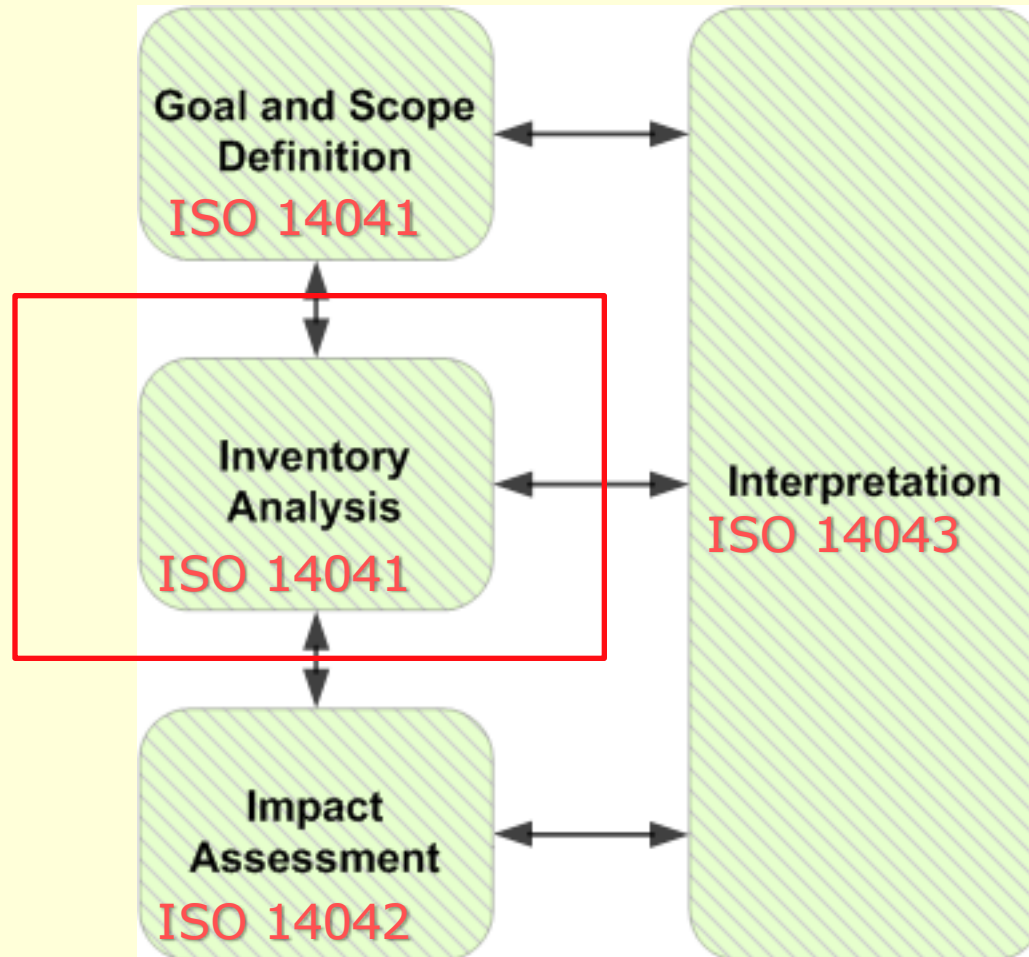 Goal and Scope
Definition
ISO 14041
Inventory
Analysis
ISO 14041
Interpretation
ISO 14043
Impact
Assessment
ISO 14042